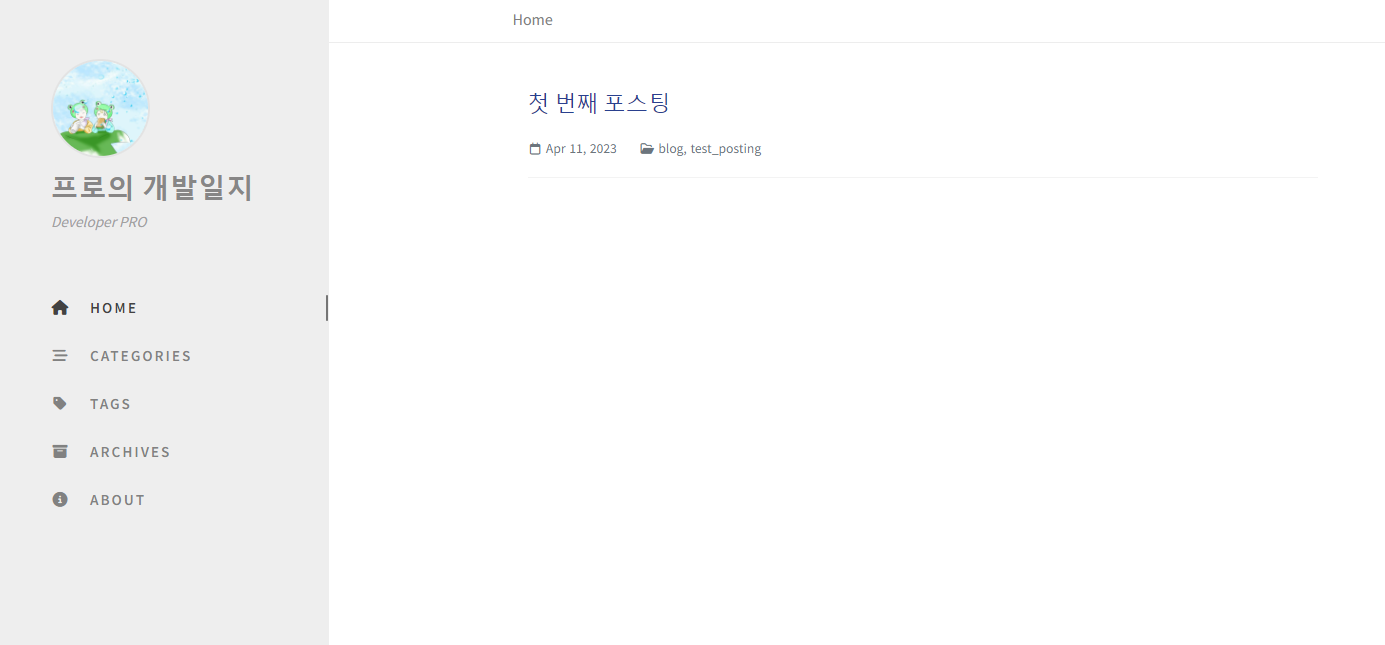 프로의 개발일지
Developer PRO
HOME
CATEGORIES
TAGS
ARCHIVES
ABOUT
Home
첫 번째 포스팅
Apr 11, 2023 blog, test_posting